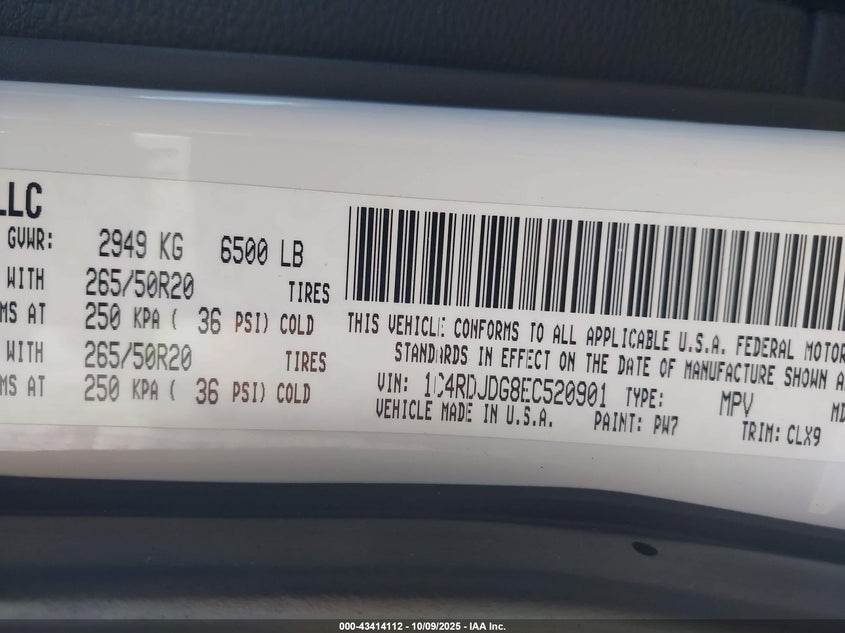 LLC
GVWR: 2949 KG 6500 LB
WITH 265/50R20 TIRES
MS AT 250 KPA ( 36 PSI) COLD
WITH 265/50R20 TIRES
MS AT 250 KPA ( 36 PSI) COLD
THIS VEHICLE CONFORMS TO ALL APPLICABLE U.S.A. FEDERAL MOTOR
STANDARDS IN EFFECT ON THE DATE OF MANUFACTURE SHOWN A
VIN: 1C4RDJDG8EC520901 TYPE: MPV MD
VEHICLE MADE IN U.S.A. PAINT: PW7 TRIM: CLX9
000-43414112 - 10/09/2025 - IAA Inc.